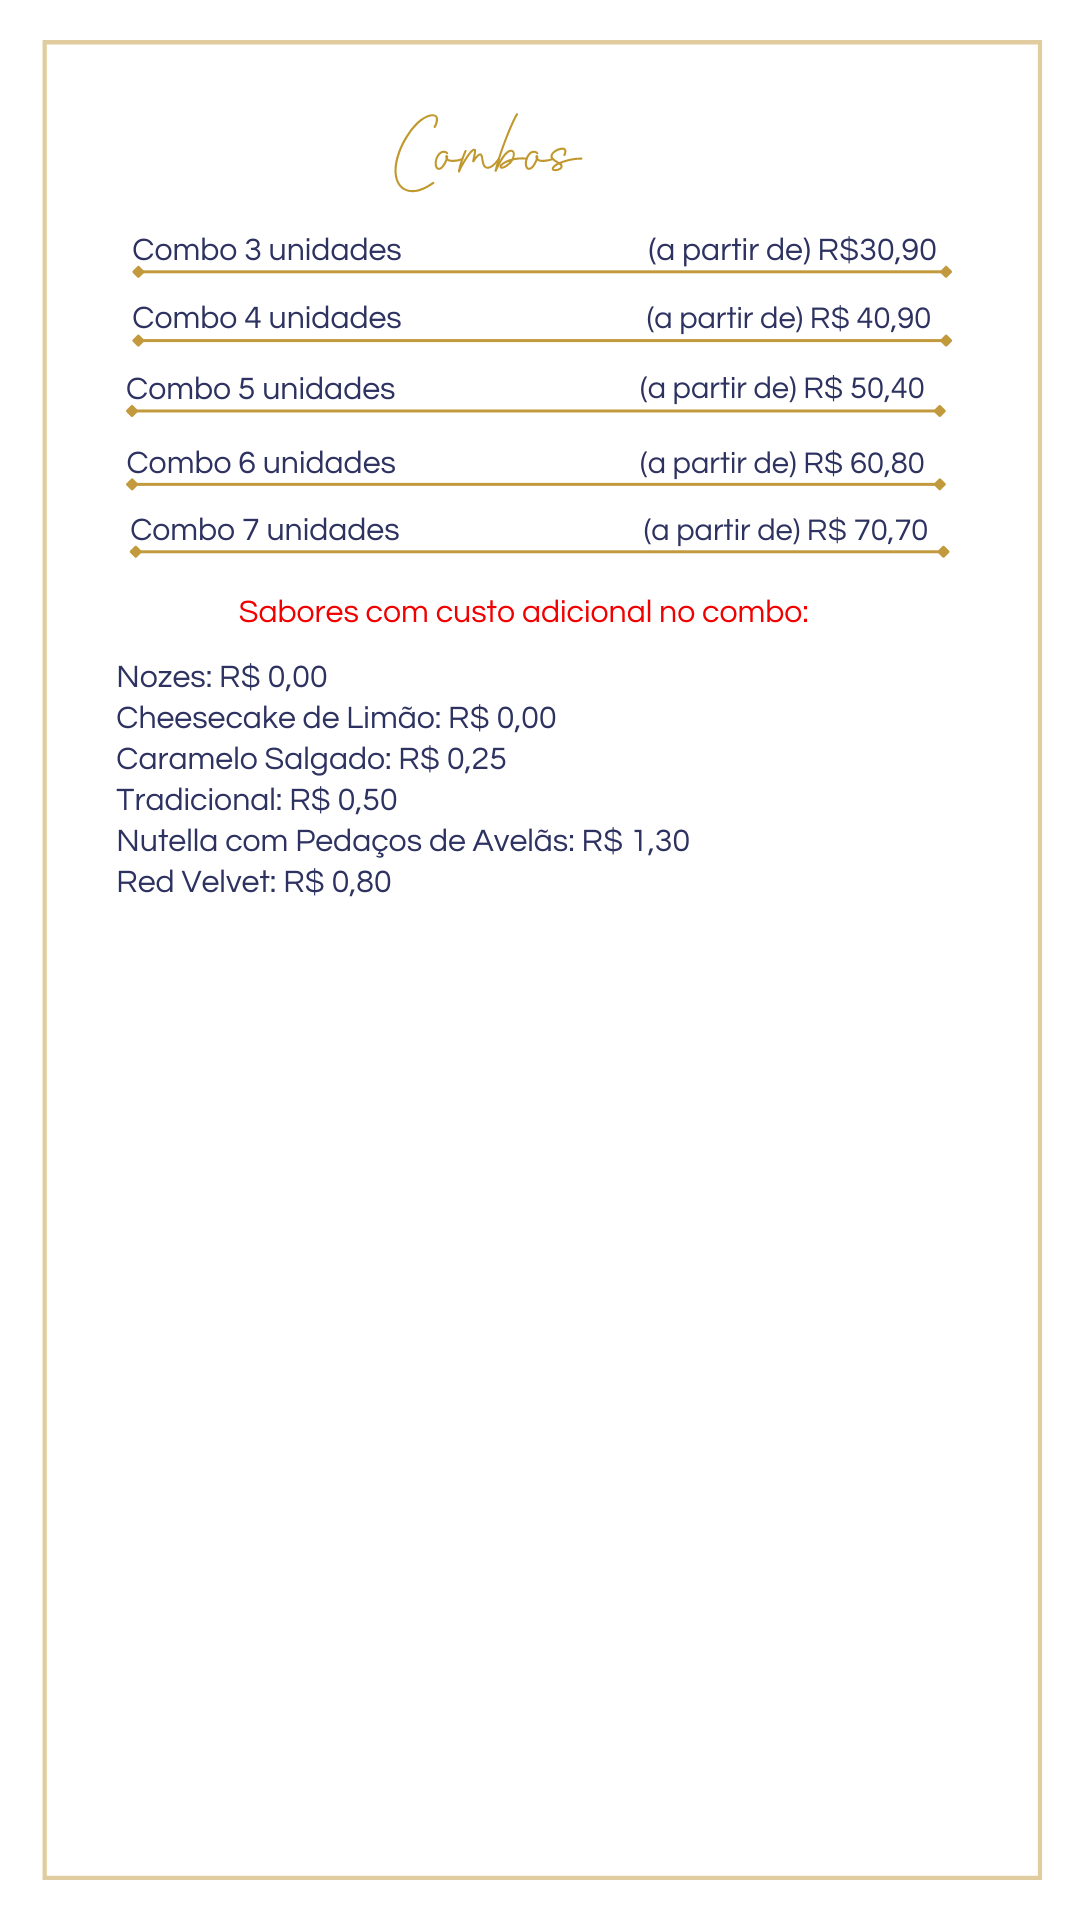 Combos
Combo 3 unidades (a partir de) R$30,90
Combo 4 unidades (a partir de) R$ 40,90
Combo 5 unidades (a partir de) R$ 50,40
Combo 6 unidades (a partir de) R$ 60,80
Combo 7 unidades (a partir de) R$ 70,70
Sabores com custo adicional no combo:
Nozes: R$ 0,00
Cheesecake de Limão: R$ 0,00
Caramelo Salgado: R$ 0,25
Tradicional: R$ 0,50
Nutella com Pedaços de Avelãs: R$ 1,30
Red Velvet: R$ 0,80